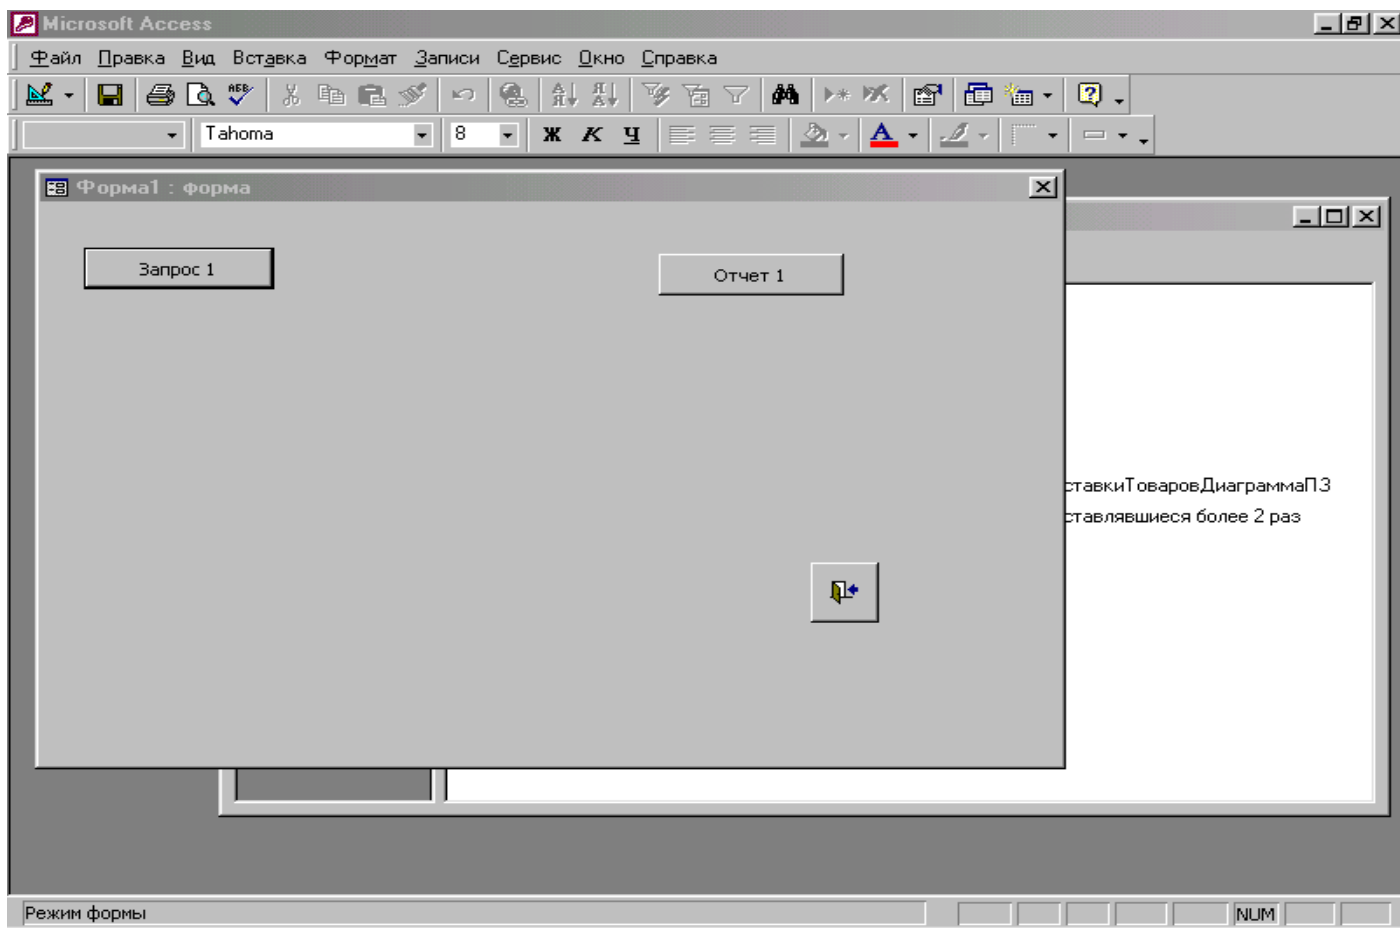 Microsoft Access
Файл Правка Вид Вставка Формат Записи Сервис Окно Справка
Tahoma 8 Ж К Ч
Форма1 : форма
Запрос 1
Отчет 1
ставкиТоваровДиаграммаПЗ
ставлявшиеся более 2 раз
Режим формы NUM